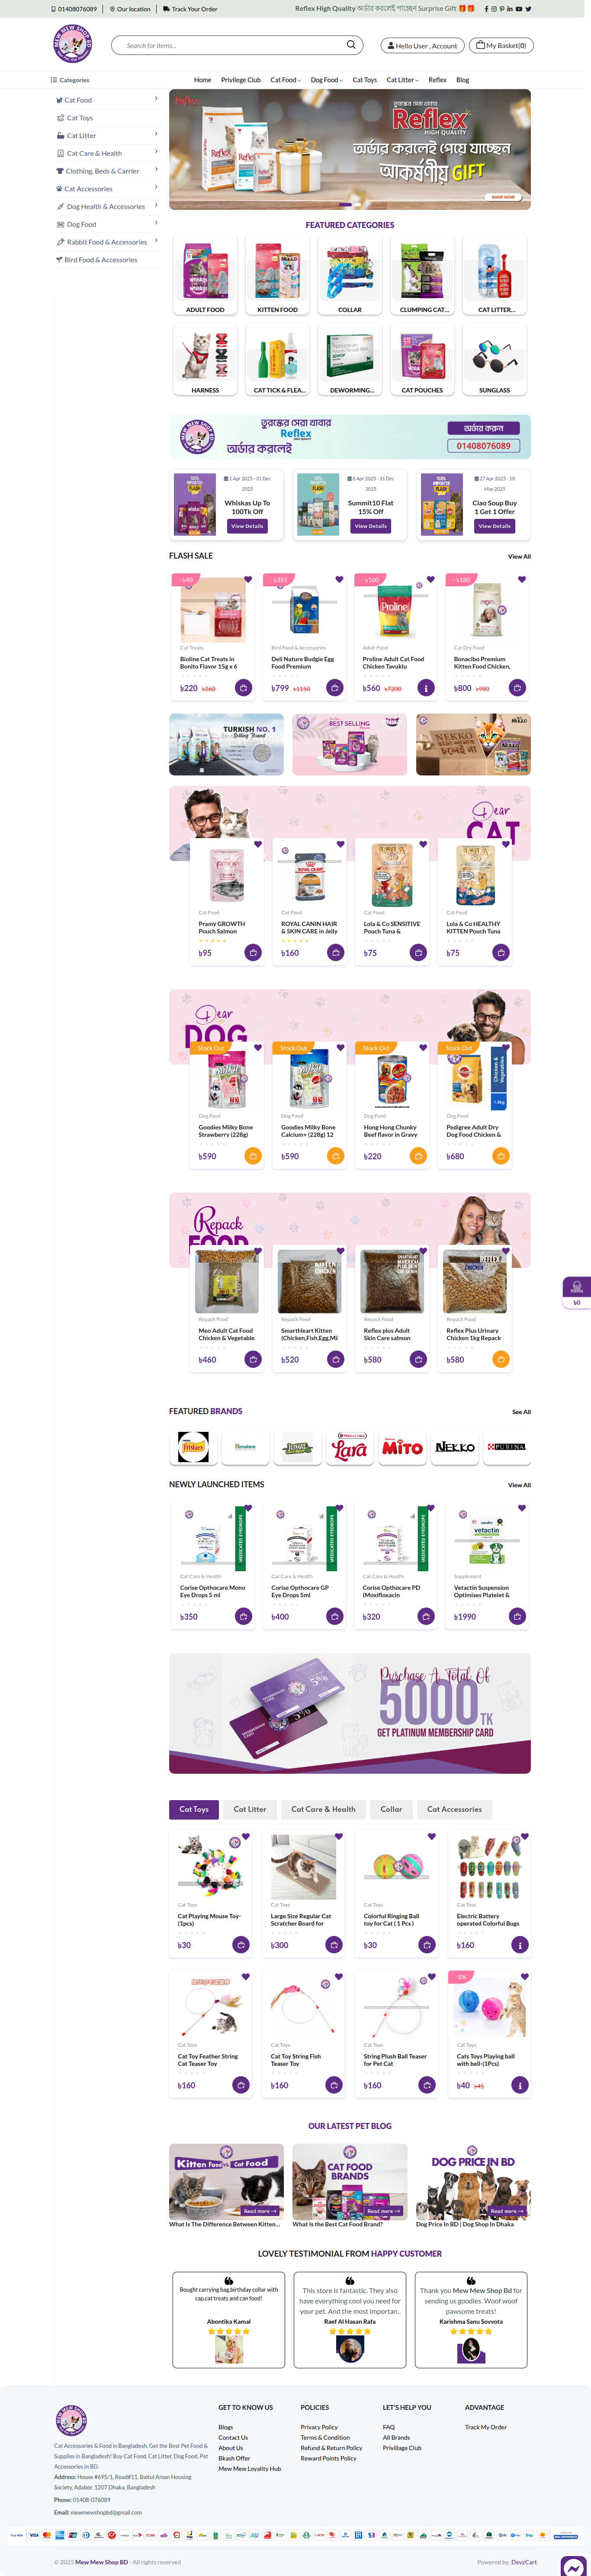 01408076089
Our location
Track Your Order
Reflex High Quality অর্ডার করলেই পাচ্ছেন Surprise Gift
Search for items...
Hello User , Account
My Basket(0)
Categories
Home
Privilege Club
Cat Food
Dog Food
Cat Toys
Cat Litter
Reflex
Blog
Cat Food
Cat Toys
Cat Litter
Cat Care & Health
Clothing, Beds & Carrier
Cat Accessories
Dog Health & Accessories
Dog Food
Rabbit Food & Accessories
Bird Food & Accessories
তুরস্কের সেরা খাবার
Reflex
HIGH QUALITY
অর্ডার করলেই পেয়ে যাচ্ছেন
আকর্ষণীয় GIFT
SHOP NOW
FEATURED CATEGORIES
ADULT FOOD
KITTEN FOOD
COLLAR
CLUMPING CAT...
CAT LITTER...
HARNESS
CAT TICK & FLEA...
DEWORMING...
CAT POUCHES
SUNGLASS
তুরস্কের সেরা খাবার
Reflex
অর্ডার করলেই
অর্ডার করুন
01408076089
1 Apr 2025 - 31 Dec
2025
Whiskas Up To
100Tk Off
View Details
8 Apr 2025 - 31 Dec
2025
Summit10 Flat
15% Off
View Details
27 Apr 2025 - 10
May 2025
Ciao Soup Buy
1 Get 1 Offer
View Details
FLASH SALE
View All
- ৳40
Cat Treats
Bioline Cat Treats in
Bonito Flavor 15g x 6
৳220 ৳260
- ৳351
Bird Food & Accessories
Deli Nature Budgie Egg
Food Premium
৳799 ৳1150
- ৳160
Adult Food
Proline Adult Cat Food
Chicken Tavuklu
৳560 ৳7200
- ৳180
Cat Dry Food
Bonacibo Premium
Kitten Food Chicken,
৳800 ৳980
TURKISH NO. 1
Selling Brand
BEST SELLING
NEKKO
Dear
CAT
Cat Food
Pramy GROWTH
Pouch Salmon
৳95
Cat Food
ROYAL CANIN HAIR
& SKIN CARE in Jelly
৳160
Cat Food
Lola & Co SENSITIVE
Pouch Tuna &
৳75
Cat Food
Lola & Co HEALTHY
KITTEN Pouch Tuna
৳75
Dear
DOG
Stock Out
Dog Food
Goodies Milky Bone
Strawberry (228g)
৳590
Stock Out
Dog Food
Goodies Milky Bone
Calcium+ (228g) 12
৳590
Stock Out
Dog Food
Hong Hong Chunky
Beef flavor in Gravy
৳220
Stock Out
Chicken &
Vegetables
Dog Food
Pedigree Adult Dry
Dog Food Chicken &
৳680
Repack
FOOD
Repack Food
Meo Adult Cat Food
Chicken & Vegetable
৳460
Repack Food
SmartHeart Kitten
(Chicken,Fish,Egg,Mi
৳520
Repack Food
Reflex plus Adult
Skin Care salmon
৳580
Repack Food
Reflex Plus Urinary
Chicken 1kg Repack
৳580
৳0
FEATURED BRANDS
See All
Friskies
Lara
MITO
NEKKO
PURINA
NEWLY LAUNCHED ITEMS
View All
MEDICATED EYEDROPS
Cat Care & Health
Corise Opthocare Mono
Eye Drops 5 ml
৳350
MEDICATED EYEDROPS
Cat Care & Health
Corise Opthocare GP
Eye Drops 5ml
৳400
MEDICATED EYEDROPS
Cat Care & Health
Corise Opthocare PD
(Moxifloxacin
৳320
vetactin
Supplement
Vetactin Suspension
Optimises Platelet &
৳1990
Purchase A Total Of
5000TK
GET PLATINUM MEMBERSHIP CARD
Cat Toys
Cat Litter
Cat Care & Health
Collar
Cat Accessories
Cat Toys
Cat Playing Mouse Toy-
(1pcs)
৳30
Cat Toys
Large Size Regular Cat
Scratcher Board for
৳300
Cat Toys
Colorful Ringing Ball
toy for Cat ( 1 Pcs )
৳30
Cat Toys
Electric Battery
operated Colorful Bugs
৳160
Cat Toys
Cat Toy Feather String
Cat Teaser Toy
৳160
Cat Toys
Cat Toy String Fish
Teaser Toy
৳160
Cat Toys
String Plush Ball Teaser
for Pet Cat
৳160
-5%
Cat Toys
Cats Toys Playing ball
with bell-(1Pcs)
৳40 ৳45
OUR LATEST PET BLOG
Kitten Food vs. Cat Food
Read more →
What Is The Difference Between Kitten...
CAT FOOD
BRANDS
Read more →
What Is the Best Cat Food Brand?
DOG PRICE IN BD
Read more →
Dog Price In BD | Dog Shop In Dhaka
LOVELY TESTIMONIAL FROM HAPPY CUSTOMER
Bought carrying bag,birthday collar with
cap,cat treats and can food!
Abontika Kamal
This store is fantastic. They also
have everything cool you need for
your pet. And the most importan..
Raef Al Hasan Rafa
Thank you Mew Mew Shop Bd for
sending us goodies. Woof woof
pawsome treats!
Karishma Sanu Sovvota
Cat Accessories & Food in Bangladesh, Get the Best Pet Food &
Supplies in Bangladesh! Buy Cat Food, Cat Litter, Dog Food, Pet
Accessories in BD.
Address: House #695/1, Road#11, Baitul Aman Housing
Society, Adabor, 1207 Dhaka, Bangladesh
Phone: 01408-076089
Email: mewmewshopbd@gmail.com
GET TO KNOW US
Blogs
Contact Us
About Us
Bkash Offer
Mew Mew Loyality Hub
POLICIES
Privacy Policy
Terms & Condition
Refund & Return Policy
Reward Points Policy
LET'S HELP YOU
FAQ
All Brands
Privillage Club
ADVANTAGE
Track My Order
© 2025 Mew Mew Shop BD - All rights reserved
Powered by: DevzCart